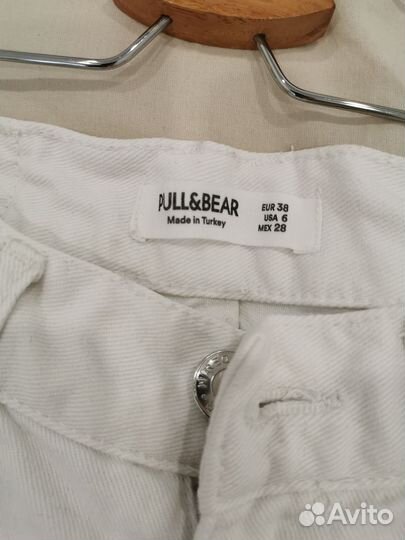 PULL&BEAR
Made in Turkey
EUR 38
USA 6
MEX 28
Avito